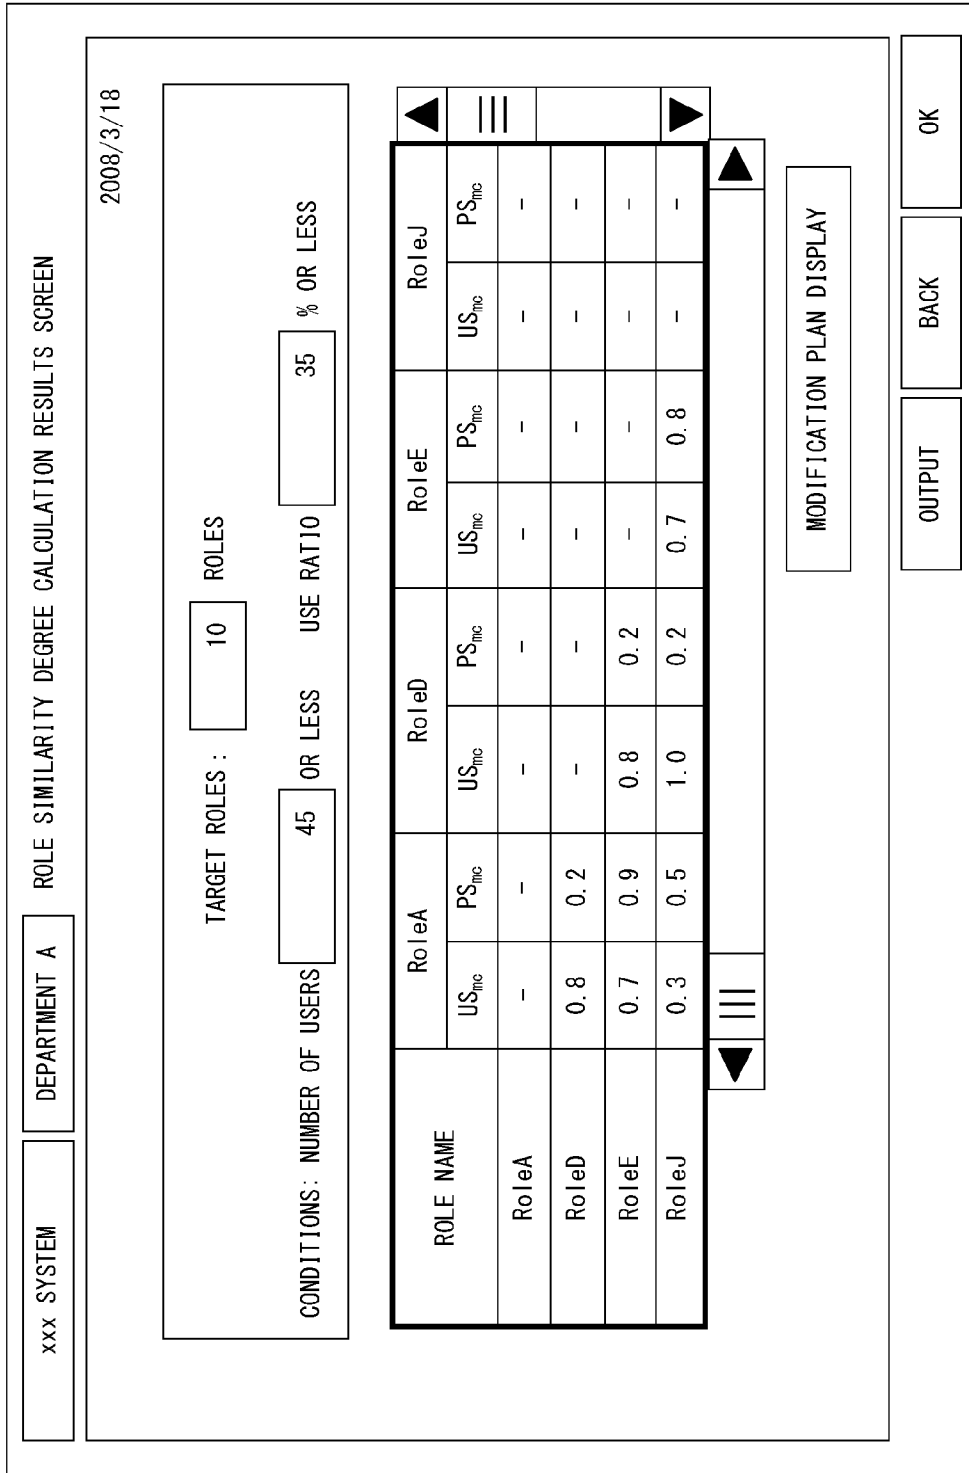 xxx SYSTEM DEPARTMENT A ROLE SIMILARITY DEGREE CALCULATION RESULTS SCREEN
2008/3/18
TARGET ROLES: 10 ROLES
CONDITIONS: NUMBER OF USERS 45 OR LESS USE RATIO 35 % OR LESS
ROLE NAME RoleA RoleD RoleE RoleJ
USmc PSmc USmc PSmc USmc PSmc USmc PSmc
RoleA - - - - - - - -
RoleD 0.8 0.2 - - - - - -
RoleE 0.7 0.9 0.8 0.2 - - - -
RoleJ 0.3 0.5 1.0 0.2 0.7 0.8 - -
MODIFICATION PLAN DISPLAY
OUTPUT BACK OK